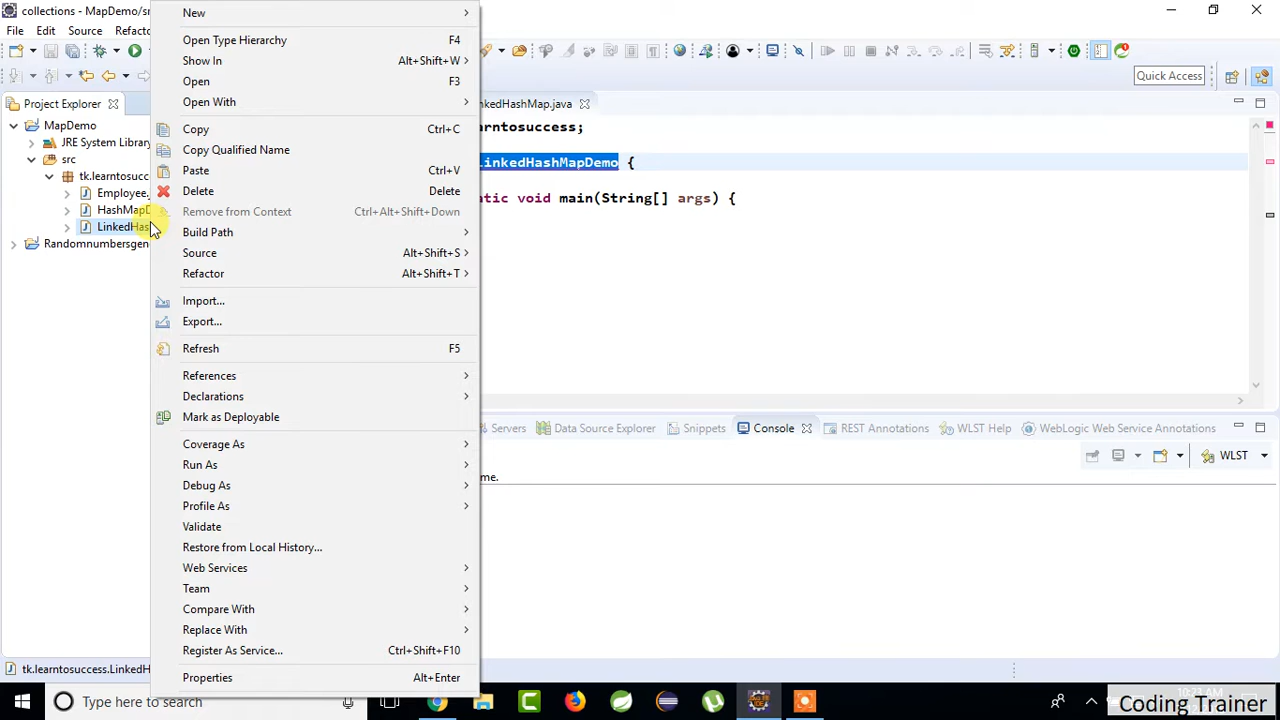 collections - MapDemo/sr
File Edit Source Refacto
Quick Access
Project Explorer
MapDemo
JRE System Library
src
tk.learntosucc
Employee.
HashMapD
LinkedHas
Randomnumbersgen
New
Open Type Hierarchy F4
Show In Alt+Shift+W
Open F3
Open With
Copy Ctrl+C
Copy Qualified Name
Paste Ctrl+V
Delete Delete
Remove from Context Ctrl+Alt+Shift+Down
Build Path
Source Alt+Shift+S
Refactor Alt+Shift+T
Import...
Export...
Refresh F5
References
Declarations
Mark as Deployable
Coverage As
Run As
Debug As
Profile As
Validate
Restore from Local History...
Web Services
Team
Compare With
Replace With
Register As Service... Ctrl+Shift+F10
Properties Alt+Enter
nkedHashMap.java
arntosuccess;
LinkedHashMapDemo {
tic void main(String[] args) {
Servers Data Source Explorer Snippets Console REST Annotations WLST Help WebLogic Web Service Annotations
WLST
me.
tk.learntosuccess.LinkedH
Type here to search
Coding Trainer